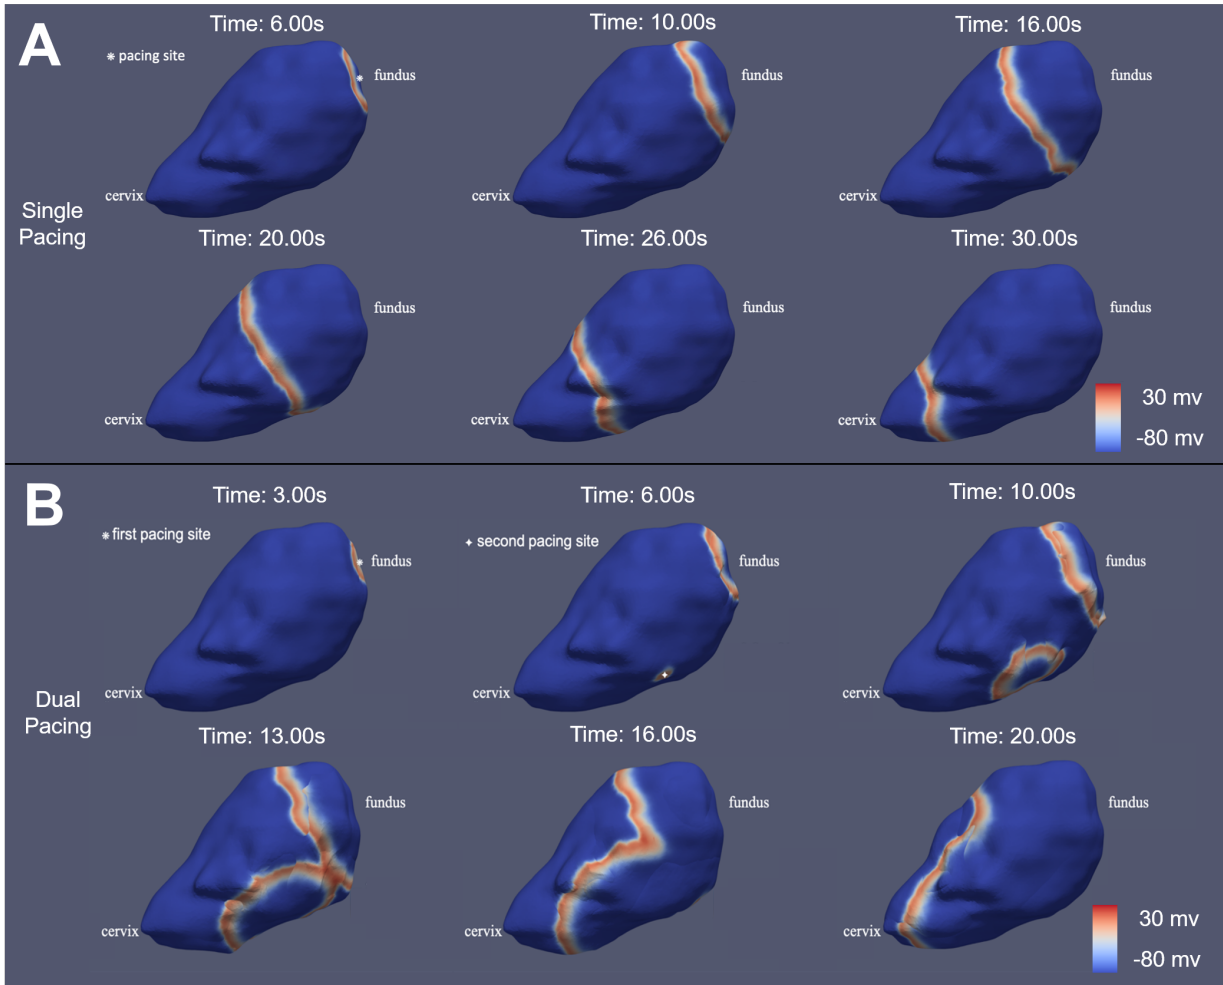 A
Time: 6.00s
Time: 10.00s
Time: 16.00s
⁕ pacing site
fundus
fundus
fundus
cervix
cervix
cervix
Single
Pacing
Time: 20.00s
Time: 26.00s
Time: 30.00s
fundus
fundus
fundus
cervix
cervix
cervix
30 mv
-80 mv
B
Time: 3.00s
Time: 6.00s
Time: 10.00s
⁕ first pacing site
✦ second pacing site
fundus
fundus
fundus
cervix
cervix
cervix
Dual
Pacing
Time: 13.00s
Time: 16.00s
Time: 20.00s
fundus
fundus
fundus
cervix
cervix
cervix
30 mv
-80 mv